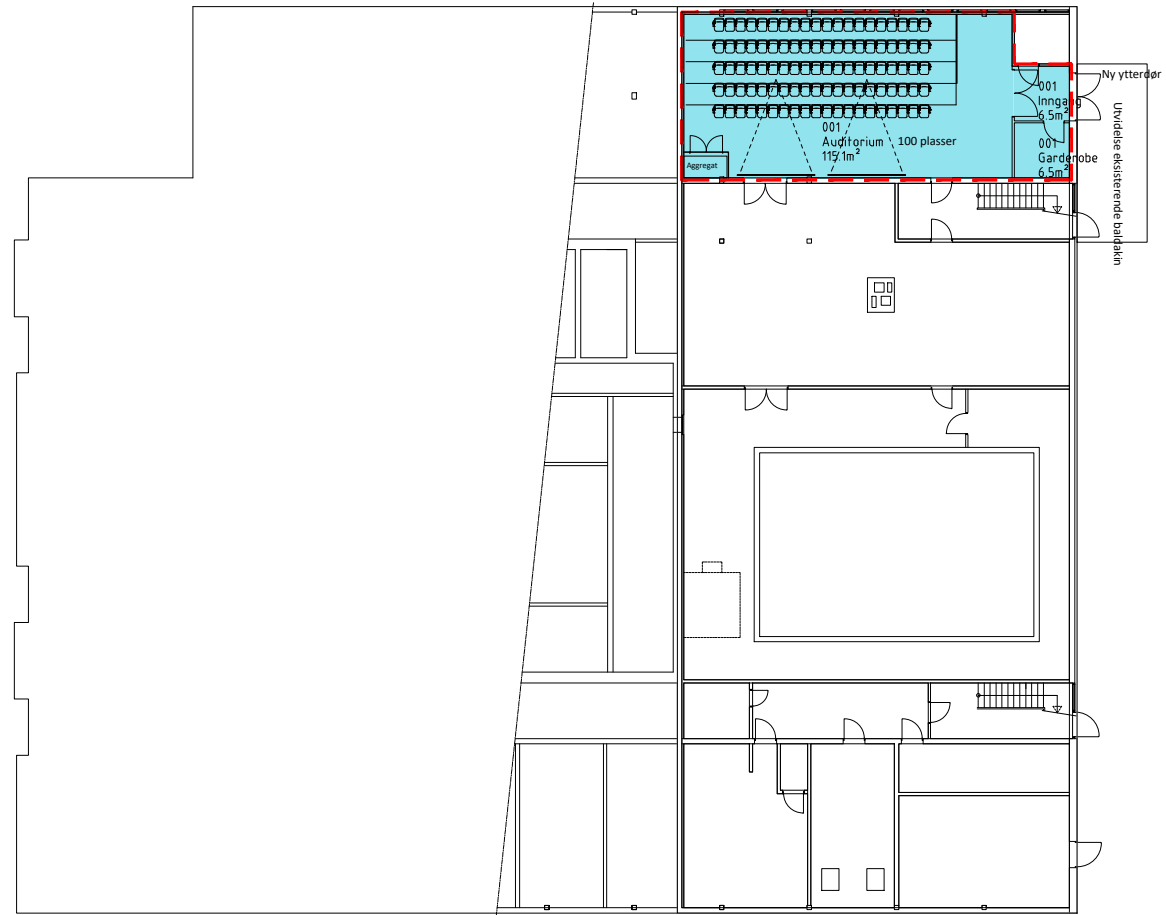 Ny ytterdør
001
Inngang
6.5m²
001
Auditorium
115.1m²
100 plasser
001
Garderobe
6.5m²
Aggregat
Utvidelse eksisterende baldakin